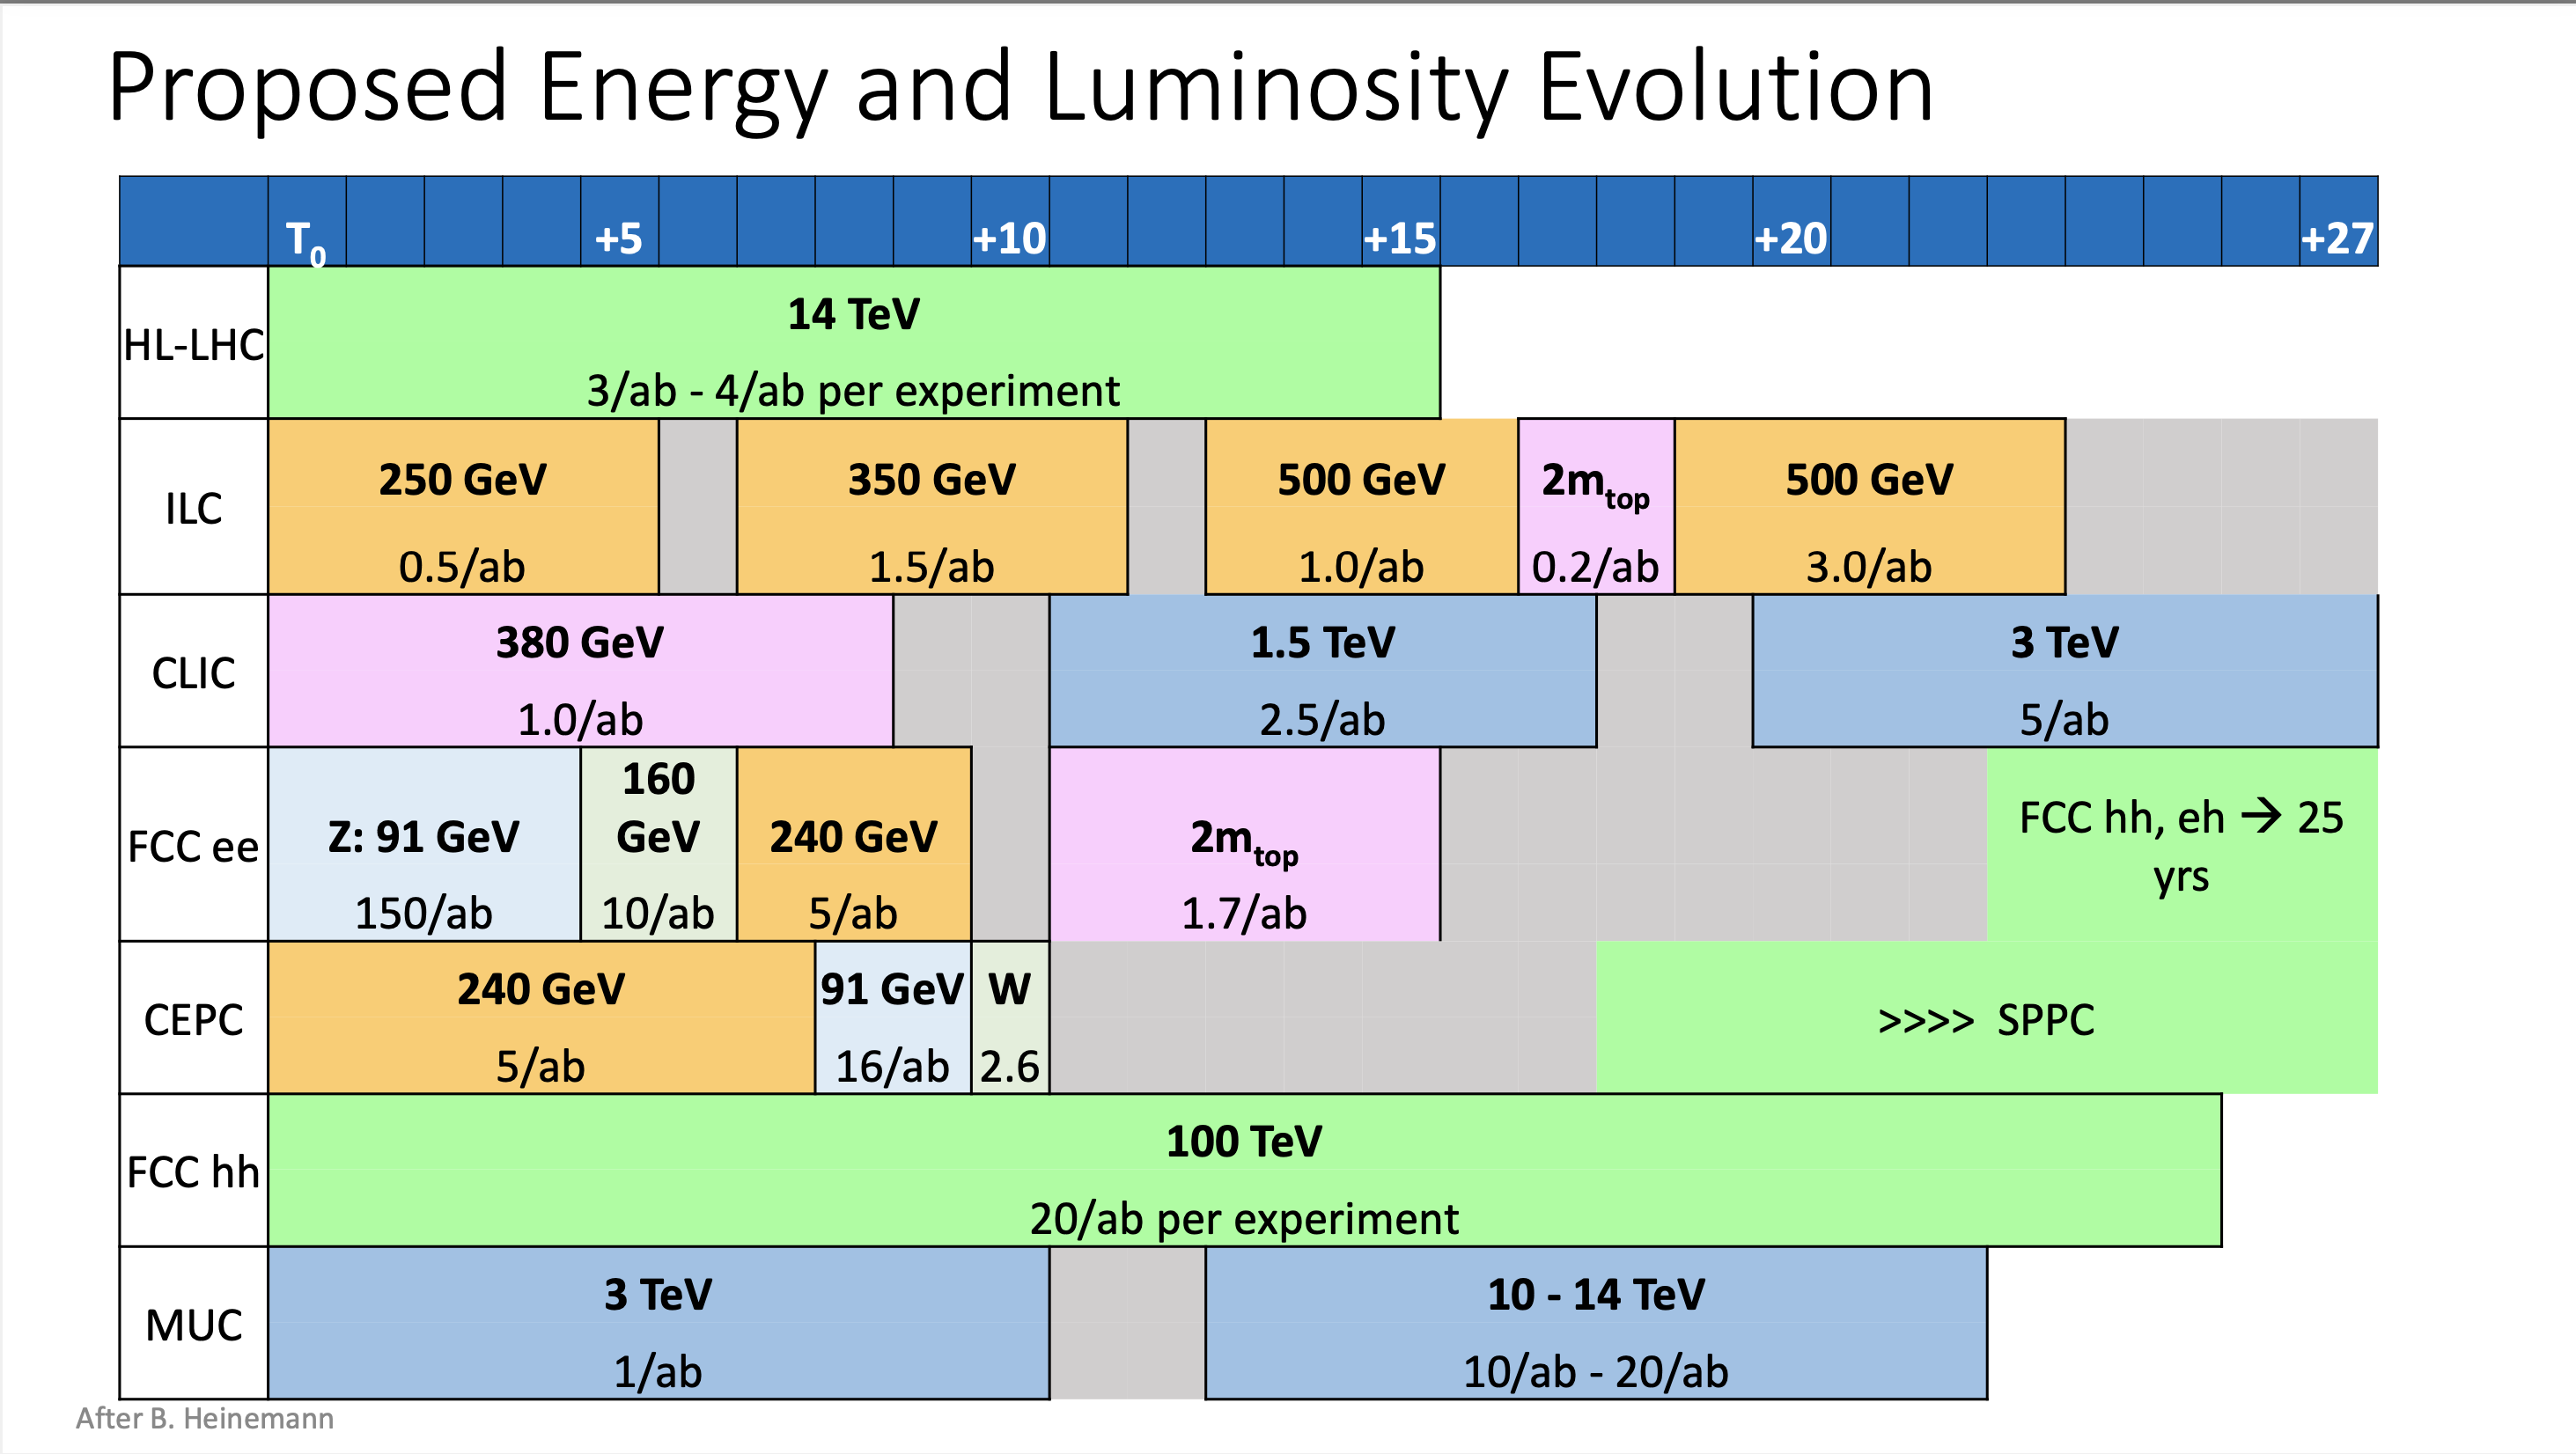 Proposed Energy and Luminosity Evolution
T0 +5 +10 +15 +20 +27
HL-LHC
14 TeV
3/ab - 4/ab per experiment
ILC
250 GeV
0.5/ab
350 GeV
1.5/ab
500 GeV
1.0/ab
2mtop
0.2/ab
500 GeV
3.0/ab
CLIC
380 GeV
1.0/ab
1.5 TeV
2.5/ab
3 TeV
5/ab
FCC ee
Z: 91 GeV
150/ab
160
GeV
10/ab
240 GeV
5/ab
2mtop
1.7/ab
FCC hh, eh → 25
yrs
CEPC
240 GeV
5/ab
91 GeV
16/ab
W
2.6
>>>> SPPC
FCC hh
100 TeV
20/ab per experiment
MUC
3 TeV
1/ab
10 - 14 TeV
10/ab - 20/ab
After B. Heinemann